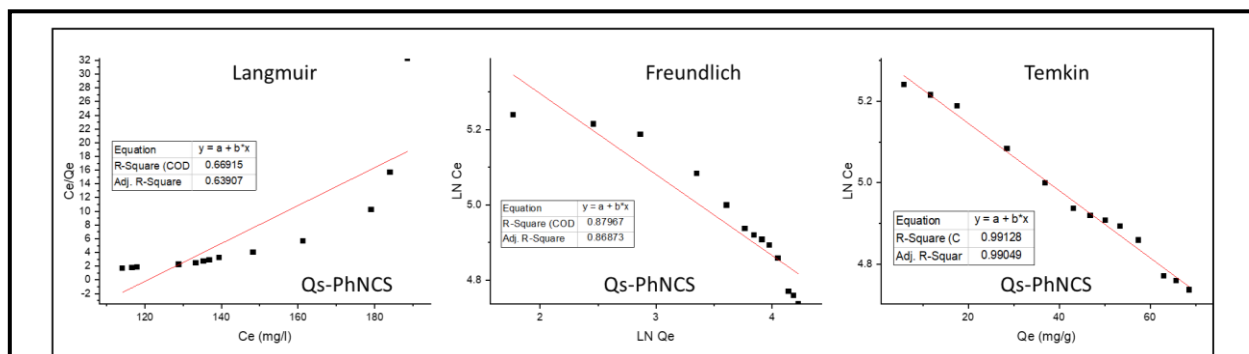 Langmuir
32
30
28
26
24
22
20
18
16
14
12
10
8
6
4
2
0
-2
Ce/Qe
Equation y = a + b*x
R-Square (COD 0.66915
Adj. R-Square 0.63907
Qs-PhNCS
120 140 160 180
Ce (mg/l)
Freundlich
5.2
5.0
4.8
LN Ce
Equation y = a + b*x
R-Square (COD 0.87967
Adj. R-Square 0.86873
Qs-PhNCS
2 3 4
LN Qe
Temkin
5.2
5.0
4.8
LN Ce
Equation y = a + b*x
R-Square (C 0.99128
Adj. R-Squar 0.99049
Qs-PhNCS
20 40 60
Qe (mg/g)